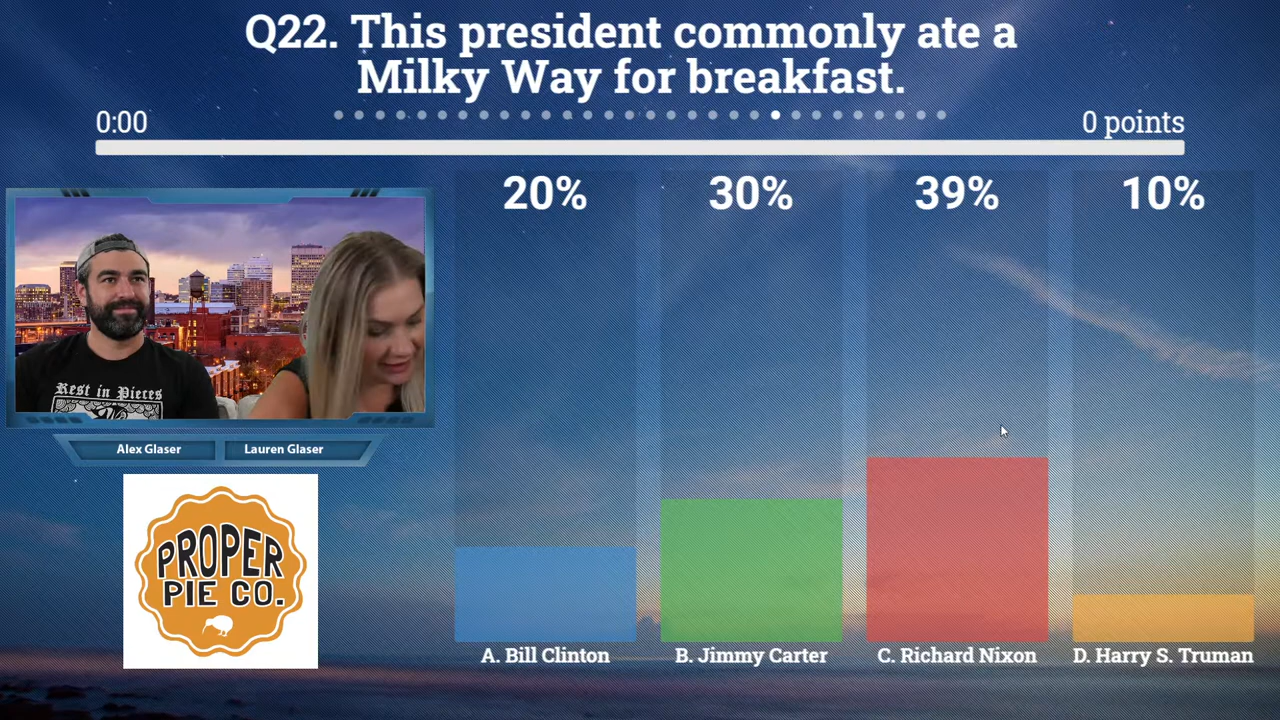 Q22. This president commonly ate a
Milky Way for breakfast.
0:00
0 points
20%
30%
39%
10%
Rest in Pieces
Alex Glaser
Lauren Glaser
PROPER
PIE CO.
A. Bill Clinton
B. Jimmy Carter
C. Richard Nixon
D. Harry S. Truman